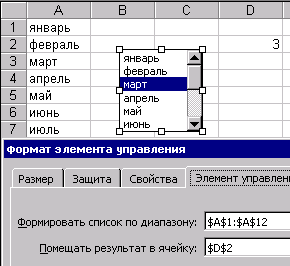 A B C D
1 январь
2 февраль 3
3 март
4 апрель
5 май
6 июнь
7 июль
январь
февраль
март
апрель
май
июнь
Формат элемента управления
Размер Защита Свойства Элемент управлени
Формировать список по диапазону: $A$1:$A$12
Помещать результат в ячейку: $D$2